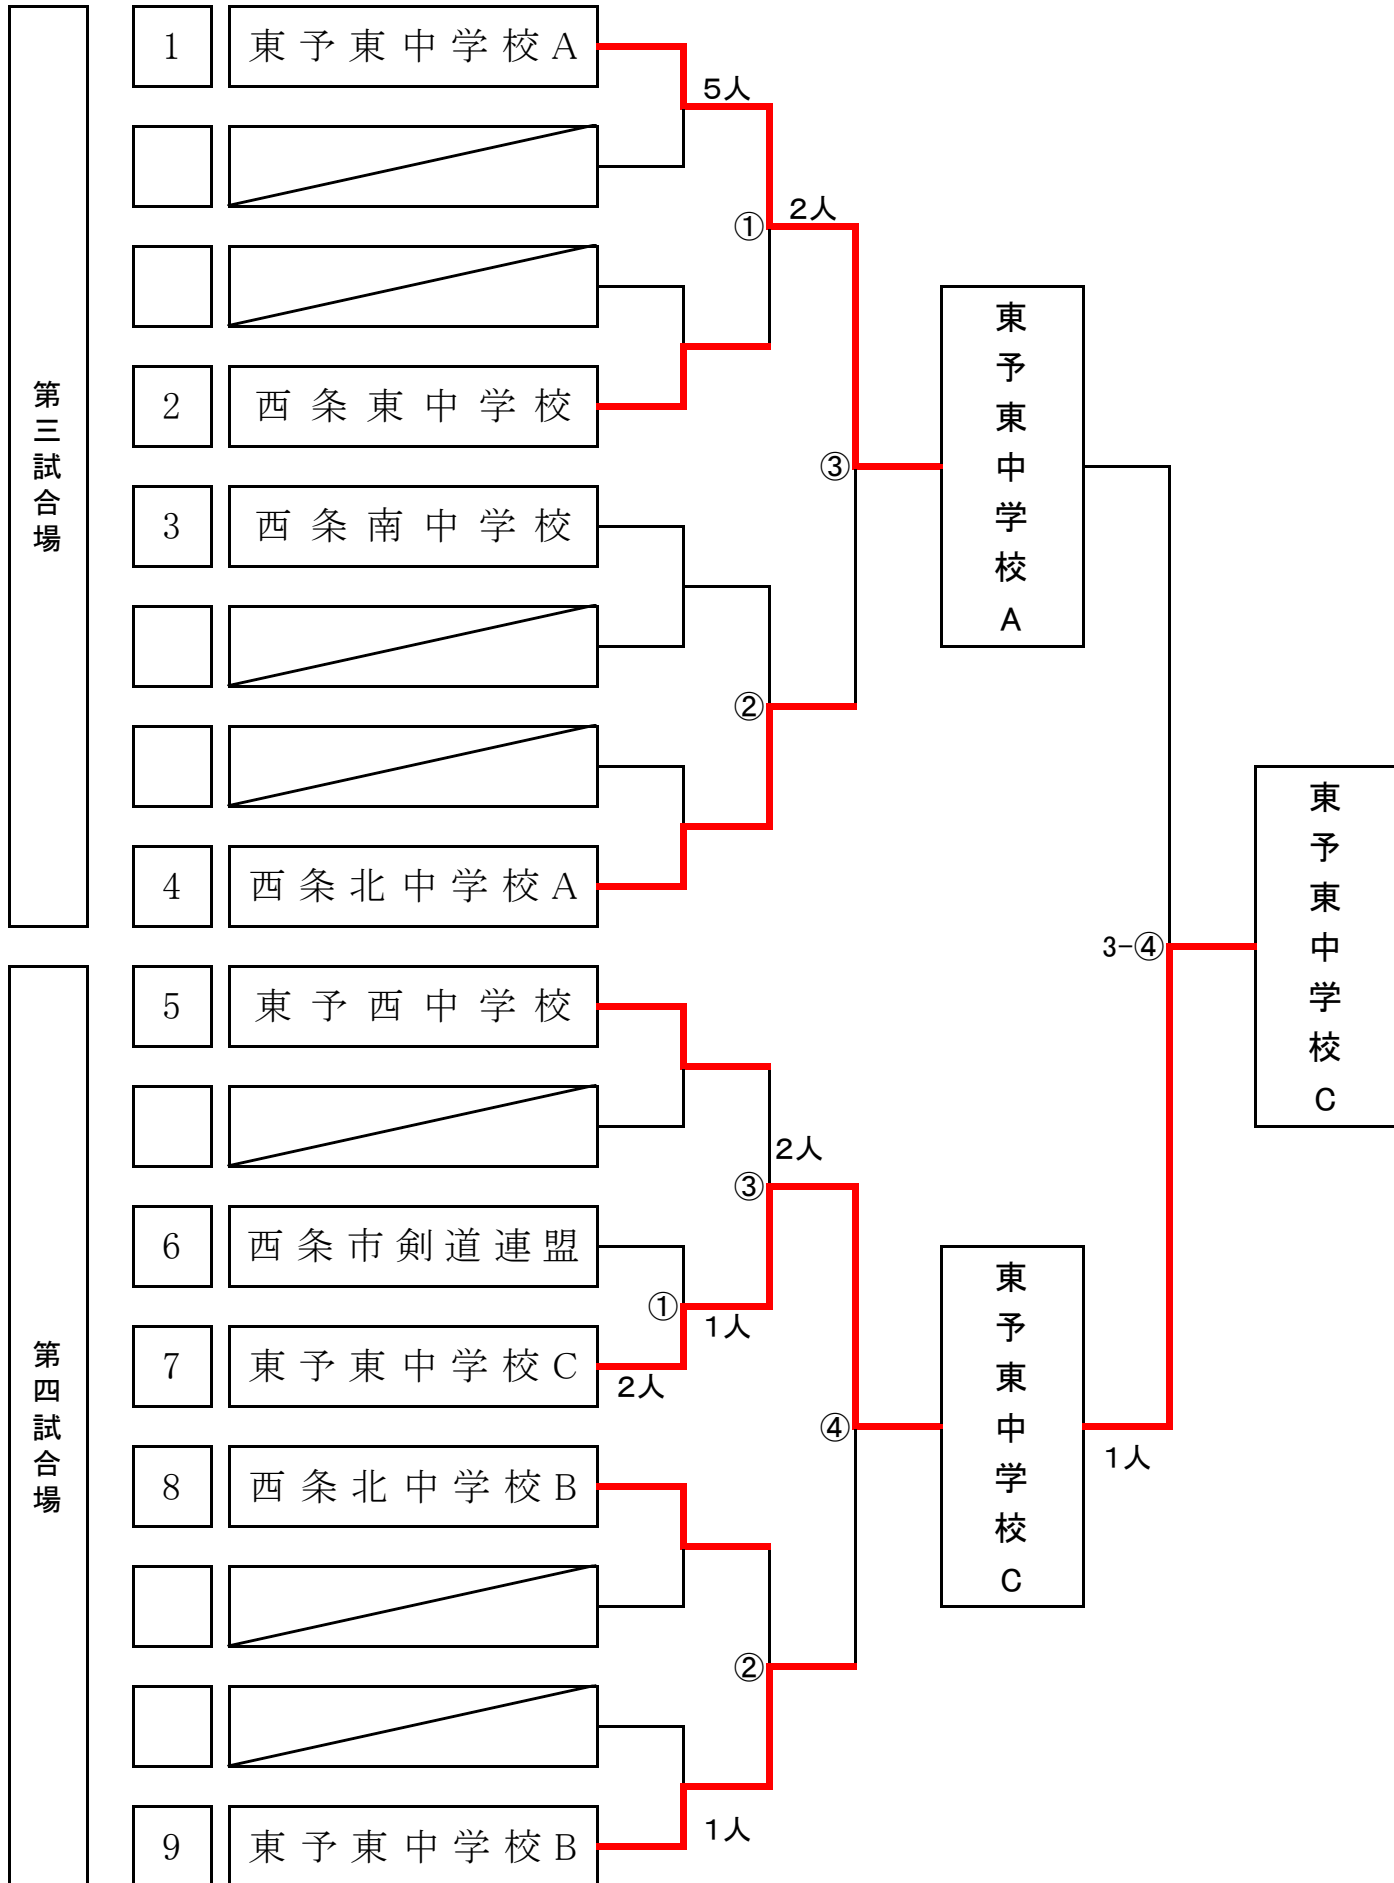 第三試合場
1 東予東中学校A
5人
2人
①
2 西条東中学校
③
3 西条南中学校
②
4 西条北中学校A
東予東中学校A
第四試合場
5 東予西中学校
2人
③
6 西条市剣道連盟
①
1人
7 東予東中学校C
2人
④
8 西条北中学校B
②
9 東予東中学校B
1人
東予東中学校C
1人
3-④
東予東中学校C